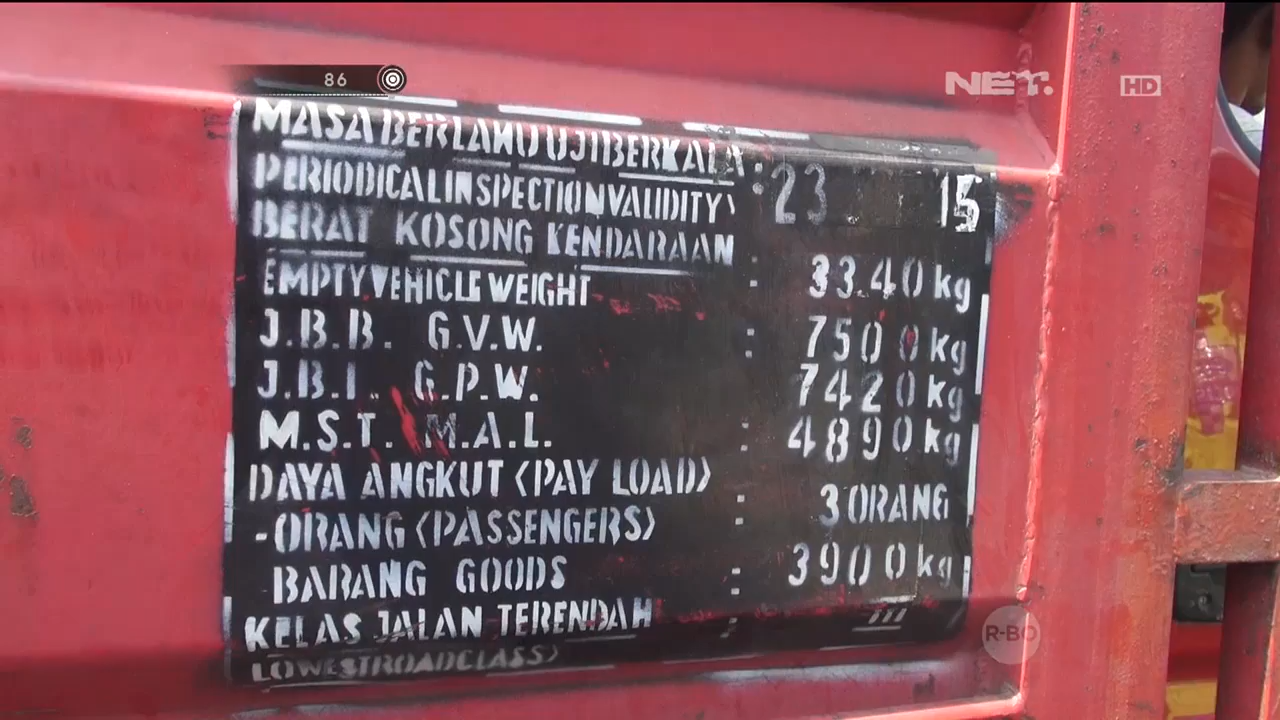 86
NET.
HD
MASA BERLAKU UJI BERKALA
PERIODICAL INSPECTION VALIDITY) : 23 15
BERAT KOSONG KENDARAAN
EMPTY VEHICLE WEIGHT : 3340 kg
J.B.B. G.V.W. : 7500 kg
J.B.I. G.P.W. 7420 kg
M.S.T. M.A.L. : 4890 kg
DAYA ANGKUT (PAY LOAD)
-ORANG (PASSENGERS) : 3 ORANG
BARANG GOODS : 3900 kg
KELAS JALAN TERENDAH : III
LOWEST ROAD CLASS)
R-BO